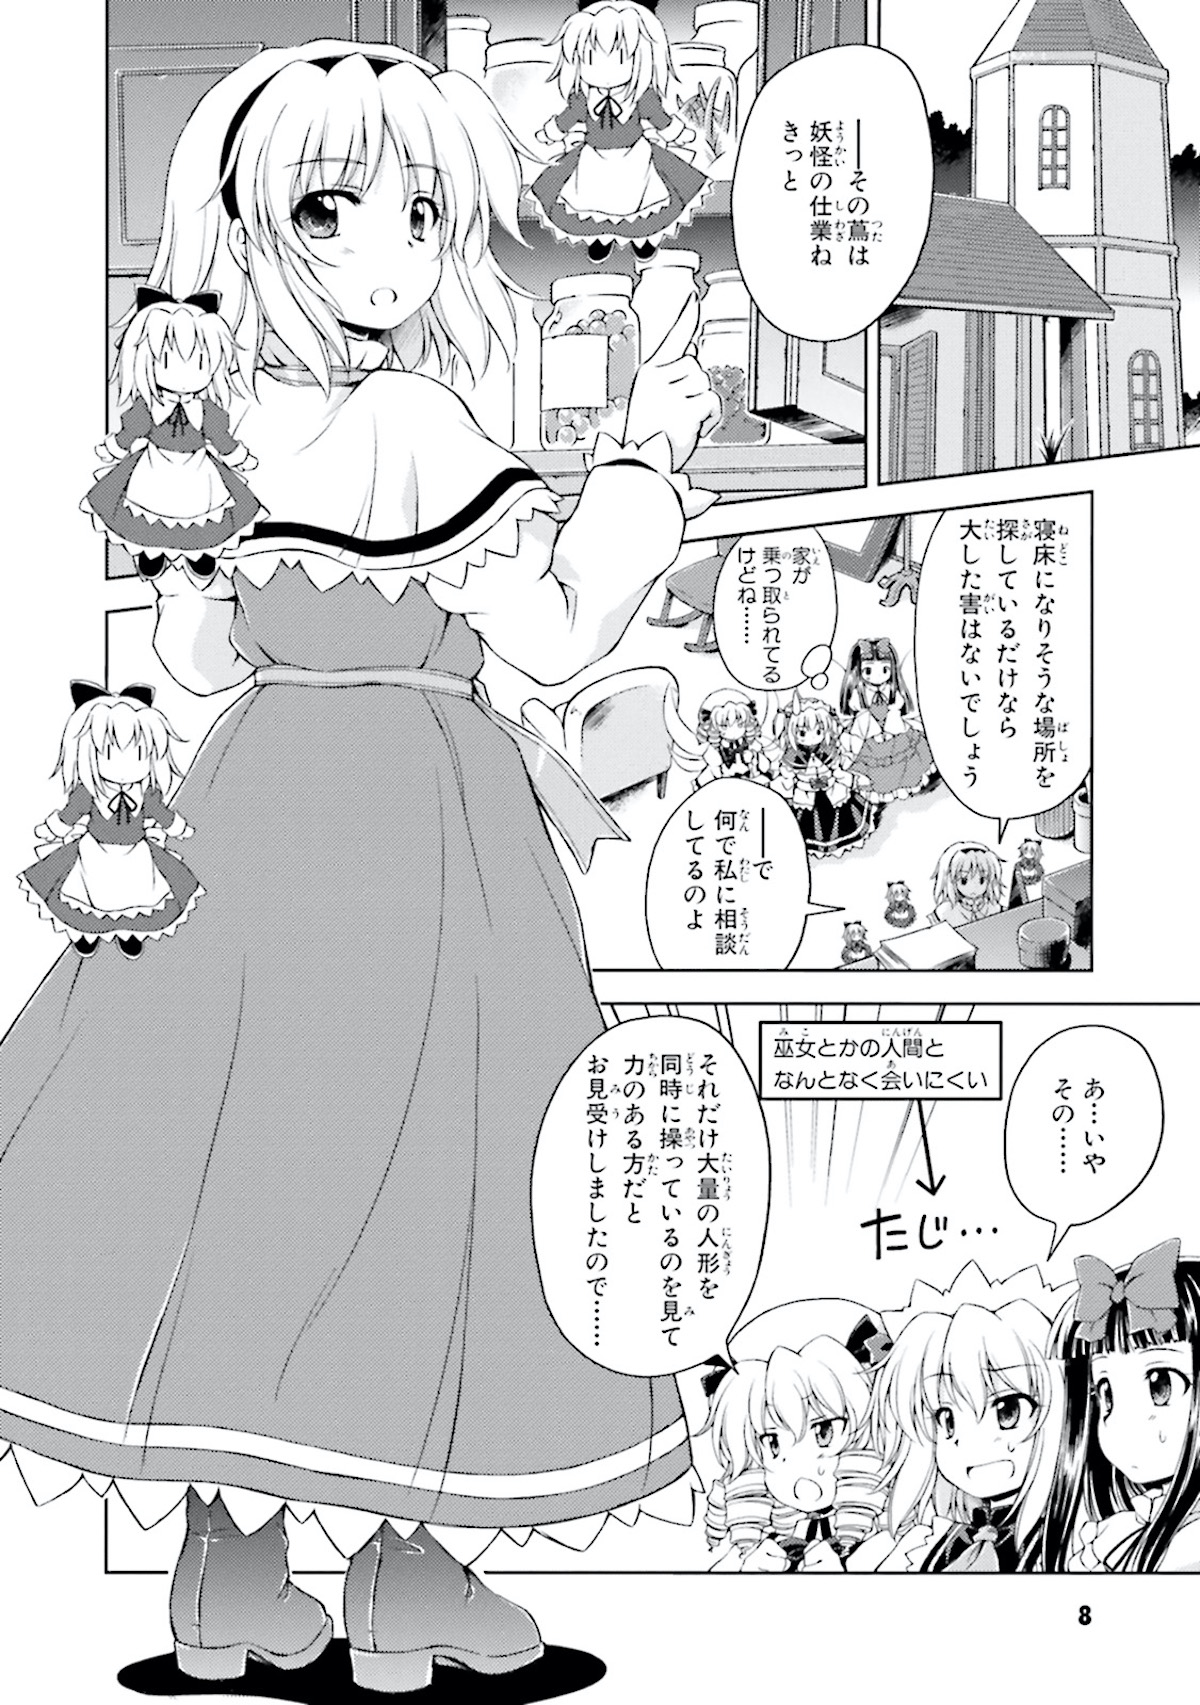 ――その蔦は
妖怪の仕業ね
きっと
寝床になりそうな場所を
探しているだけなら
大した害はないでしょう
家が
乗っ取られてる
けどね……
――で
何で私に相談
してるのよ
あ…いや
その……
巫女とかの人間と
なんとなく会いにくい
たじ…
それだけ大量の人形を
同時に操っているのを見て
力のある方だと
お見受けしましたので……
8